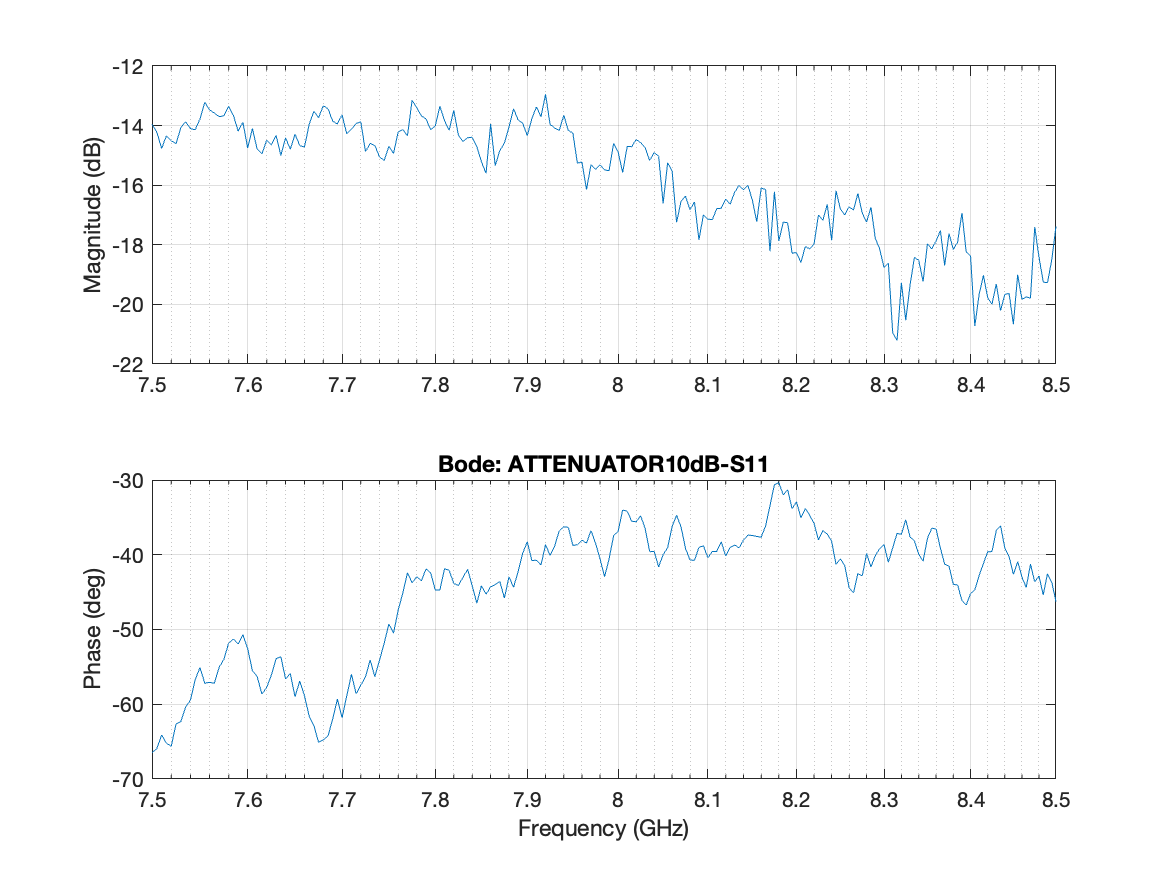 -12
-14
-16
-18
-20
-22
Magnitude (dB)
7.5 7.6 7.7 7.8 7.9 8 8.1 8.2 8.3 8.4 8.5
Bode: ATTENUATOR10dB-S11
-30
-40
-50
-60
-70
Phase (deg)
7.5 7.6 7.7 7.8 7.9 8 8.1 8.2 8.3 8.4 8.5
Frequency (GHz)